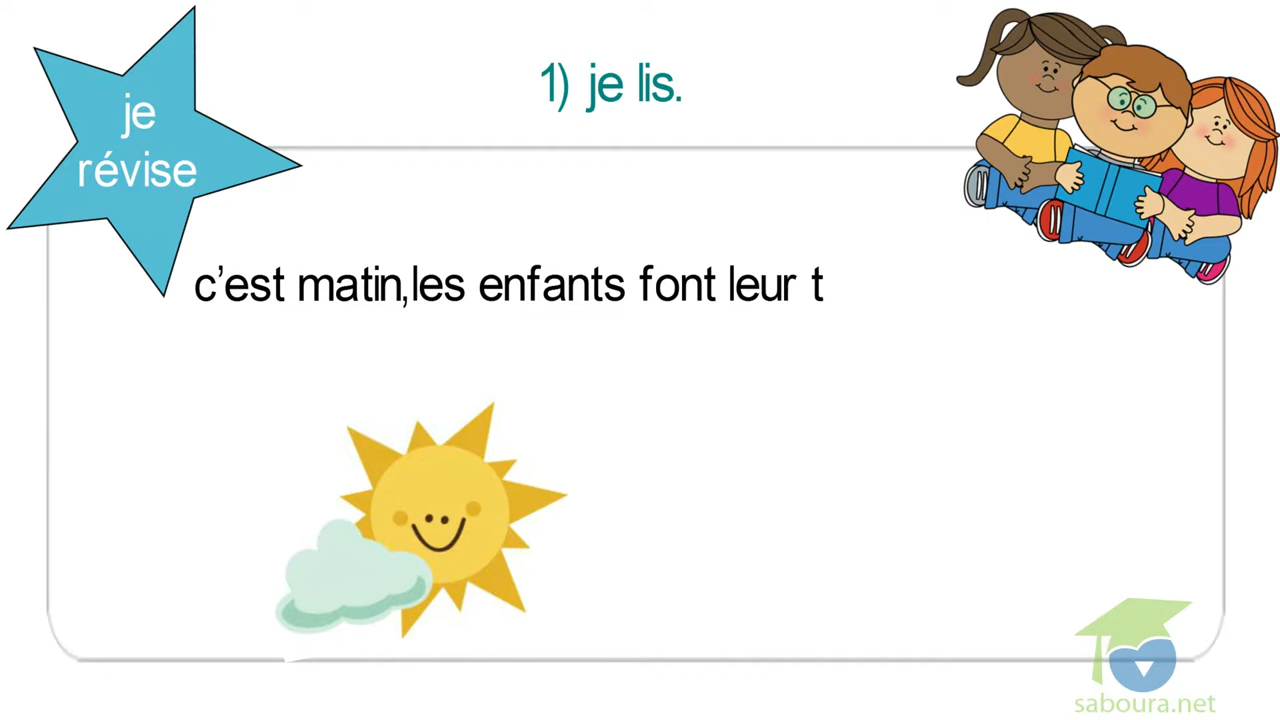 je
révise
1) je lis.
c’est matin,les enfants font leur t
saboura.net